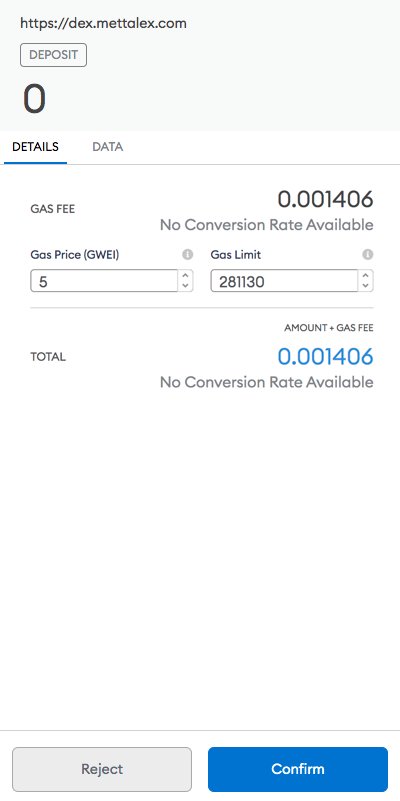 https://dex.mettalex.com
DEPOSIT
0
DETAILS DATA
GAS FEE 0.001406
No Conversion Rate Available
Gas Price (GWEI) Gas Limit
5 281130
AMOUNT + GAS FEE
TOTAL 0.001406
No Conversion Rate Available
Reject Confirm